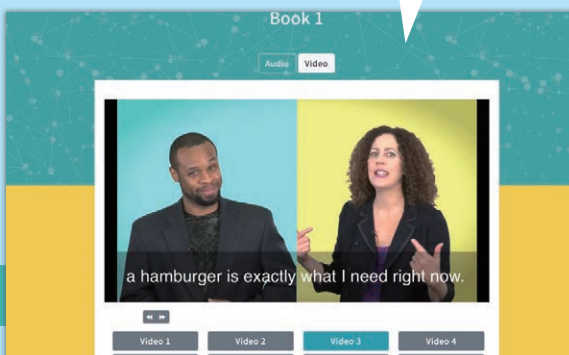 Book 1
Audio Video
a hamburger is exactly what I need right now.
Video 1 Video 2 Video 3 Video 4